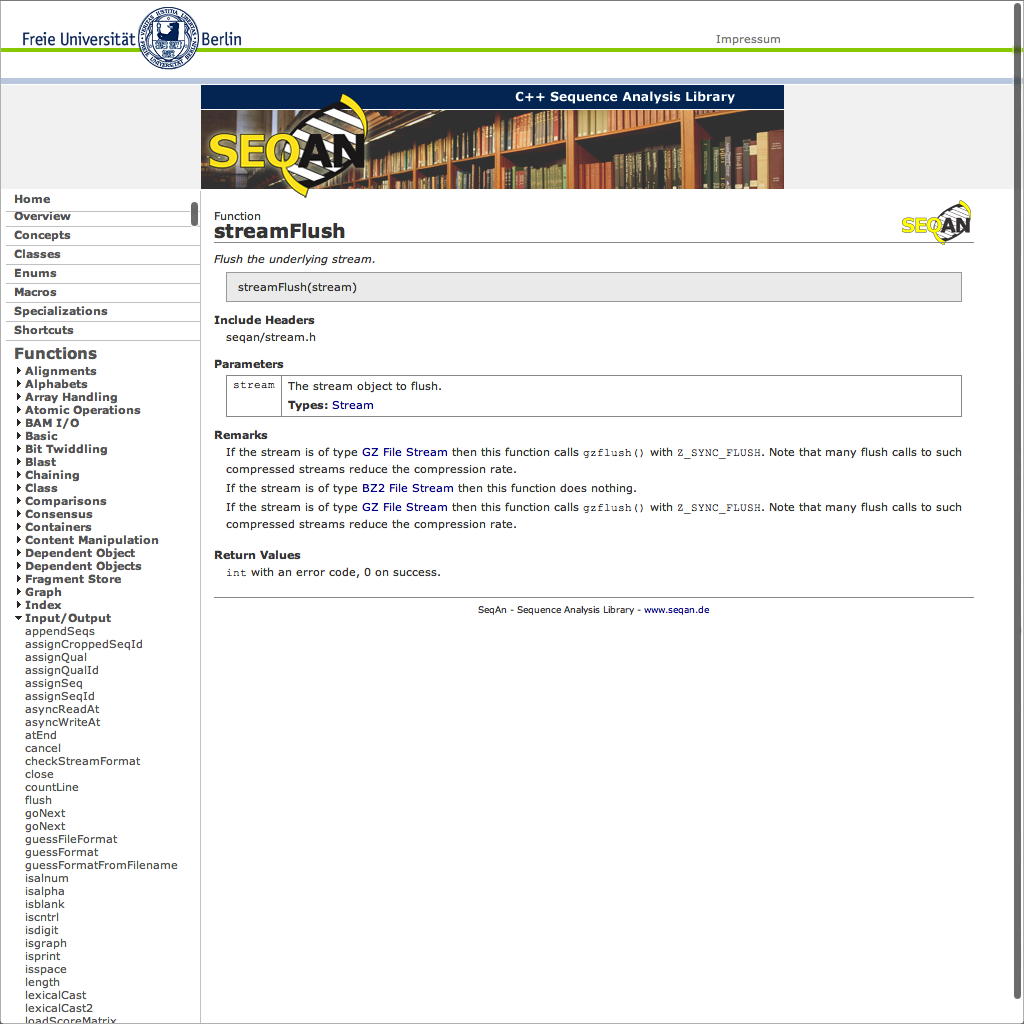 Freie Universität Berlin
Impressum
C++ Sequence Analysis Library
SEQAN
Home
Overview
Concepts
Classes
Enums
Macros
Specializations
Shortcuts
Functions
Alignments
Alphabets
Array Handling
Atomic Operations
BAM I/O
Basic
Bit Twiddling
Blast
Chaining
Class
Comparisons
Consensus
Containers
Content Manipulation
Dependent Object
Dependent Objects
Fragment Store
Graph
Index
Input/Output
appendSeqs
assignCroppedSeqId
assignQual
assignQualId
assignSeq
assignSeqId
asyncReadAt
asyncWriteAt
atEnd
cancel
checkStreamFormat
close
countLine
flush
goNext
goNext
guessFileFormat
guessFormat
guessFormatFromFilename
isalnum
isalpha
isblank
iscntrl
isdigit
isgraph
isprint
isspace
length
lexicalCast
lexicalCast2
loadScoreMatrix
Function
streamFlush
SEQAN
Flush the underlying stream.
streamFlush(stream)
Include Headers
seqan/stream.h
Parameters
stream The stream object to flush.
Types: Stream
Remarks
If the stream is of type GZ File Stream then this function calls gzflush() with Z_SYNC_FLUSH. Note that many flush calls to such
compressed streams reduce the compression rate.
If the stream is of type BZ2 File Stream then this function does nothing.
If the stream is of type GZ File Stream then this function calls gzflush() with Z_SYNC_FLUSH. Note that many flush calls to such
compressed streams reduce the compression rate.
Return Values
int with an error code, 0 on success.
SeqAn - Sequence Analysis Library - www.seqan.de